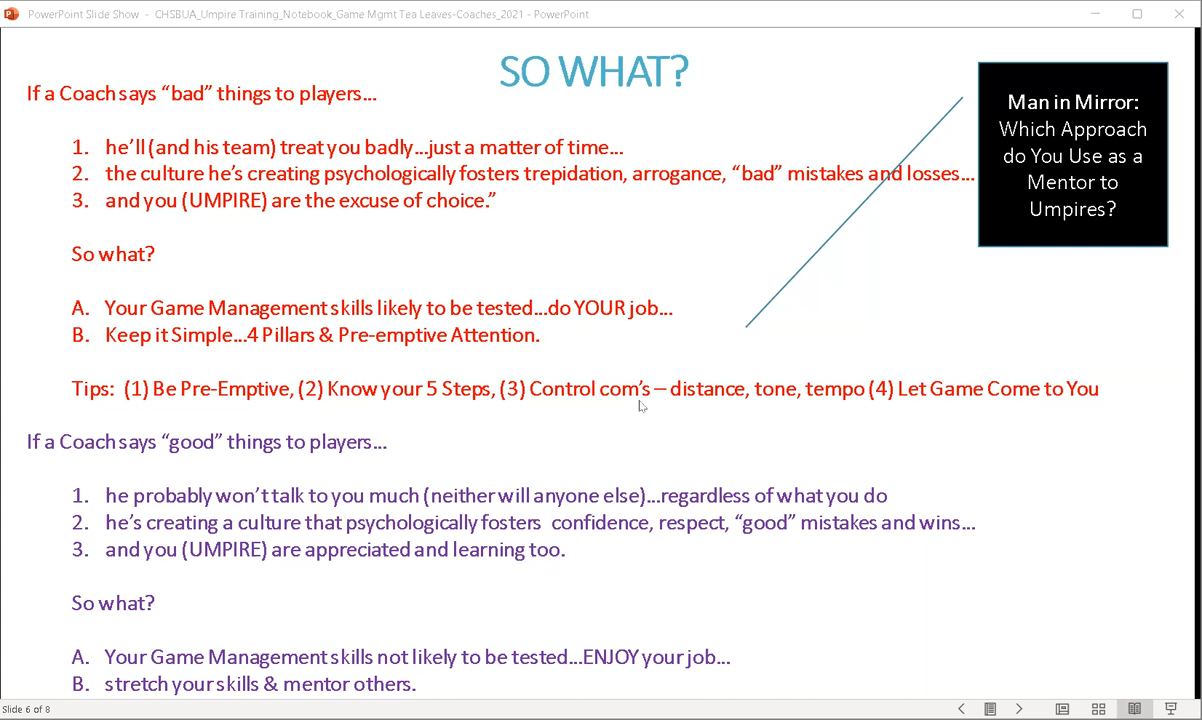 PowerPoint Slide Show - CHSBUA_Umpire Training_Notebook_Game Mgmt Tea Leaves-Coaches_2021 - PowerPoint
SO WHAT?
If a Coach says “bad” things to players...
1. he’ll (and his team) treat you badly...just a matter of time...
2. the culture he’s creating psychologically fosters trepidation, arrogance, “bad” mistakes and losses...
3. and you (UMPIRE) are the excuse of choice.”
So what?
A. Your Game Management skills likely to be tested...do YOUR job...
B. Keep it Simple...4 Pillars & Pre-emptive Attention.
Tips: (1) Be Pre-Emptive, (2) Know your 5 Steps, (3) Control com’s – distance, tone, tempo (4) Let Game Come to You
Man in Mirror:
Which Approach
do You Use as a
Mentor to
Umpires?
If a Coach says “good” things to players...
1. he probably won’t talk to you much (neither will anyone else)...regardless of what you do
2. he’s creating a culture that psychologically fosters confidence, respect, “good” mistakes and wins...
3. and you (UMPIRE) are appreciated and learning too.
So what?
A. Your Game Management skills not likely to be tested...ENJOY your job...
B. stretch your skills & mentor others.
Slide 6 of 8